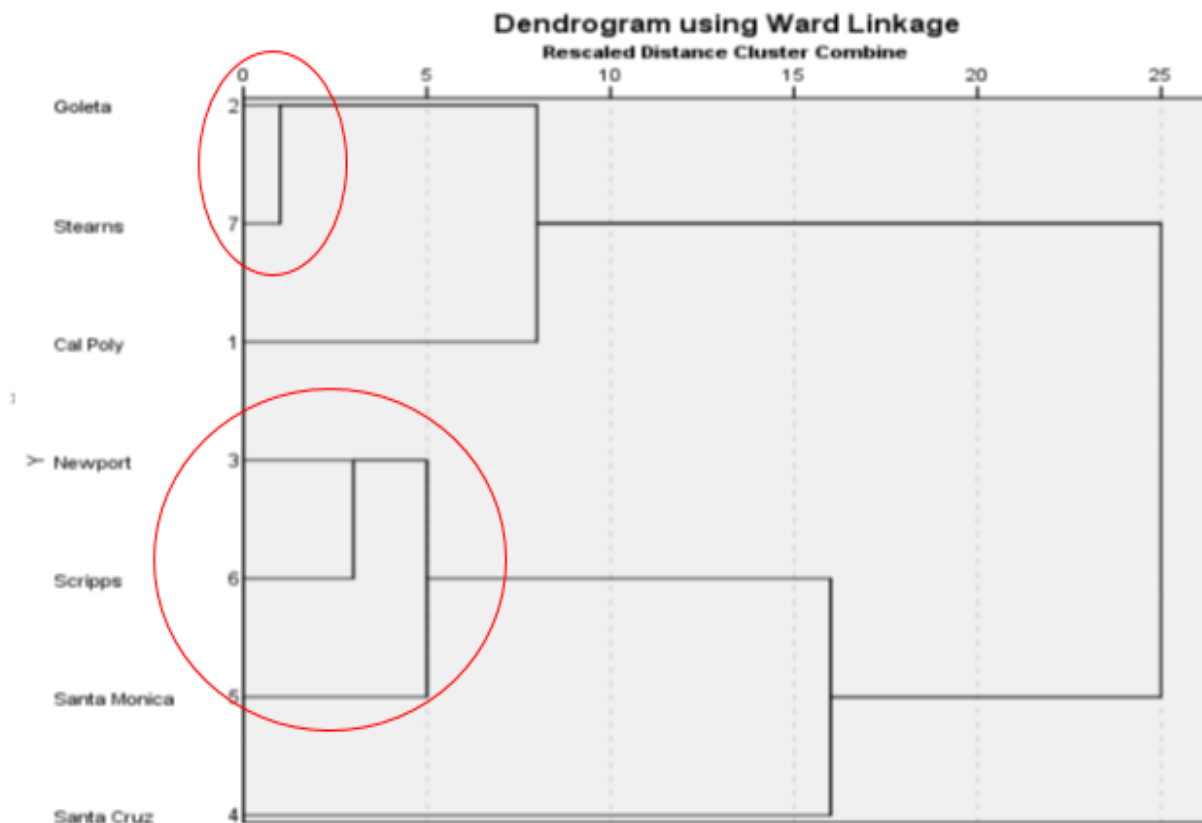 Dendrogram using Ward Linkage
Rescaled Distance Cluster Combine
0 5 10 15 20 25
Goleta 2
Stearns 7
Cal Poly 1
Y
Newport 3
Scripps 6
Santa Monica 5
Santa Cruz 4